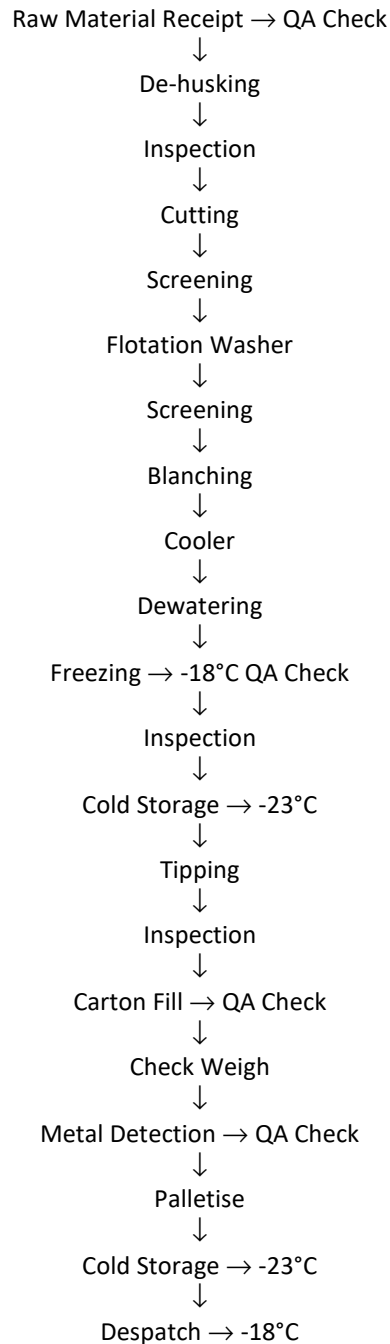 Raw Material Receipt → QA Check
↓
De-husking
↓
Inspection
↓
Cutting
↓
Screening
↓
Flotation Washer
↓
Screening
↓
Blanching
↓
Cooler
↓
Dewatering
↓
Freezing → -18°C QA Check
↓
Inspection
↓
Cold Storage → -23°C
↓
Tipping
↓
Inspection
↓
Carton Fill → QA Check
↓
Check Weigh
↓
Metal Detection → QA Check
↓
Palletise
↓
Cold Storage → -23°C
↓
Despatch → -18°C